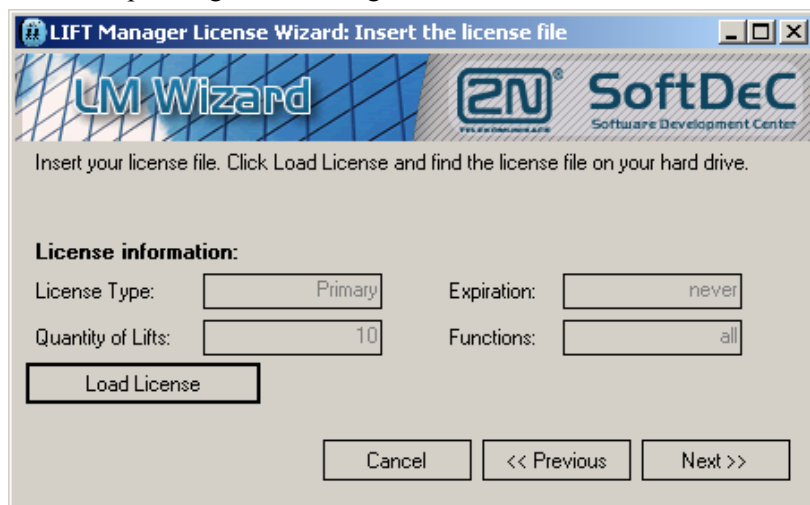 LIFT Manager License Wizard: Insert the license file
LM Wizard
2N®
TELEKOMUNIKACE
SoftDeC
Software Development Center
Insert your license file. Click Load License and find the license file on your hard drive.
License information:
License Type: Primary Expiration: never
Quantity of Lifts: 10 Functions: all
Load License
Cancel << Previous Next >>